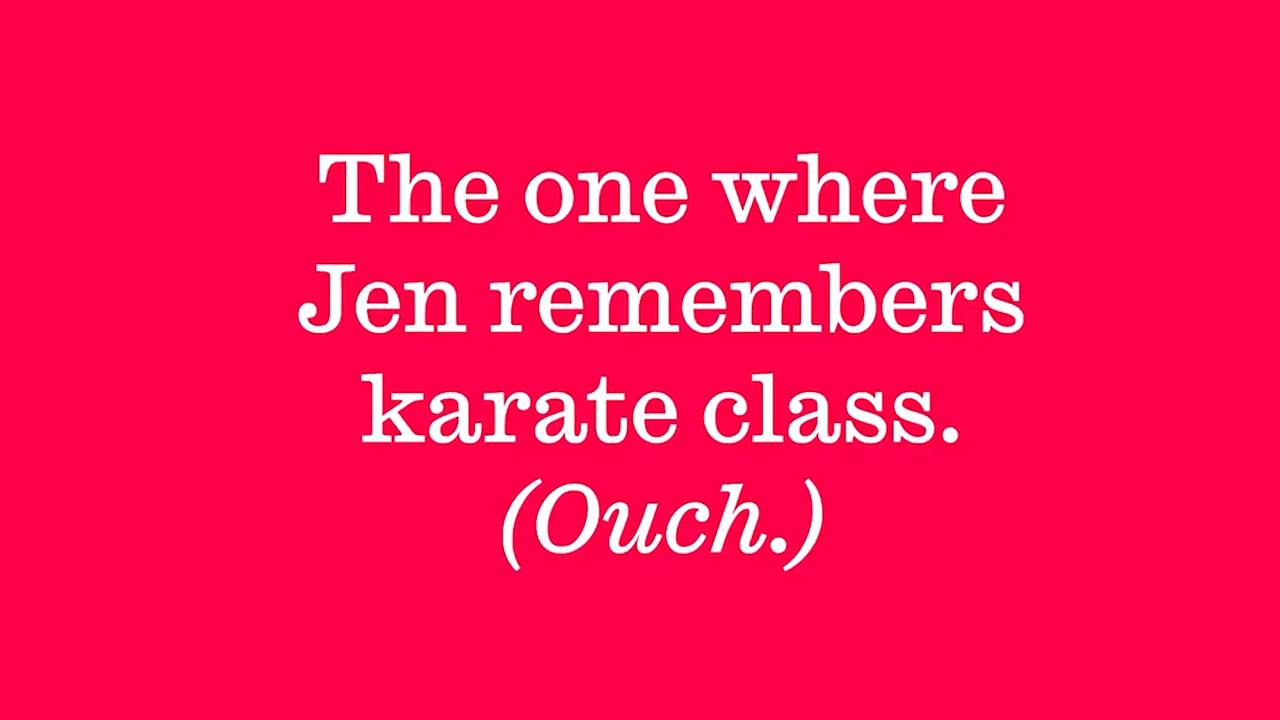 The one where
Jen remembers
karate class.
(Ouch.)